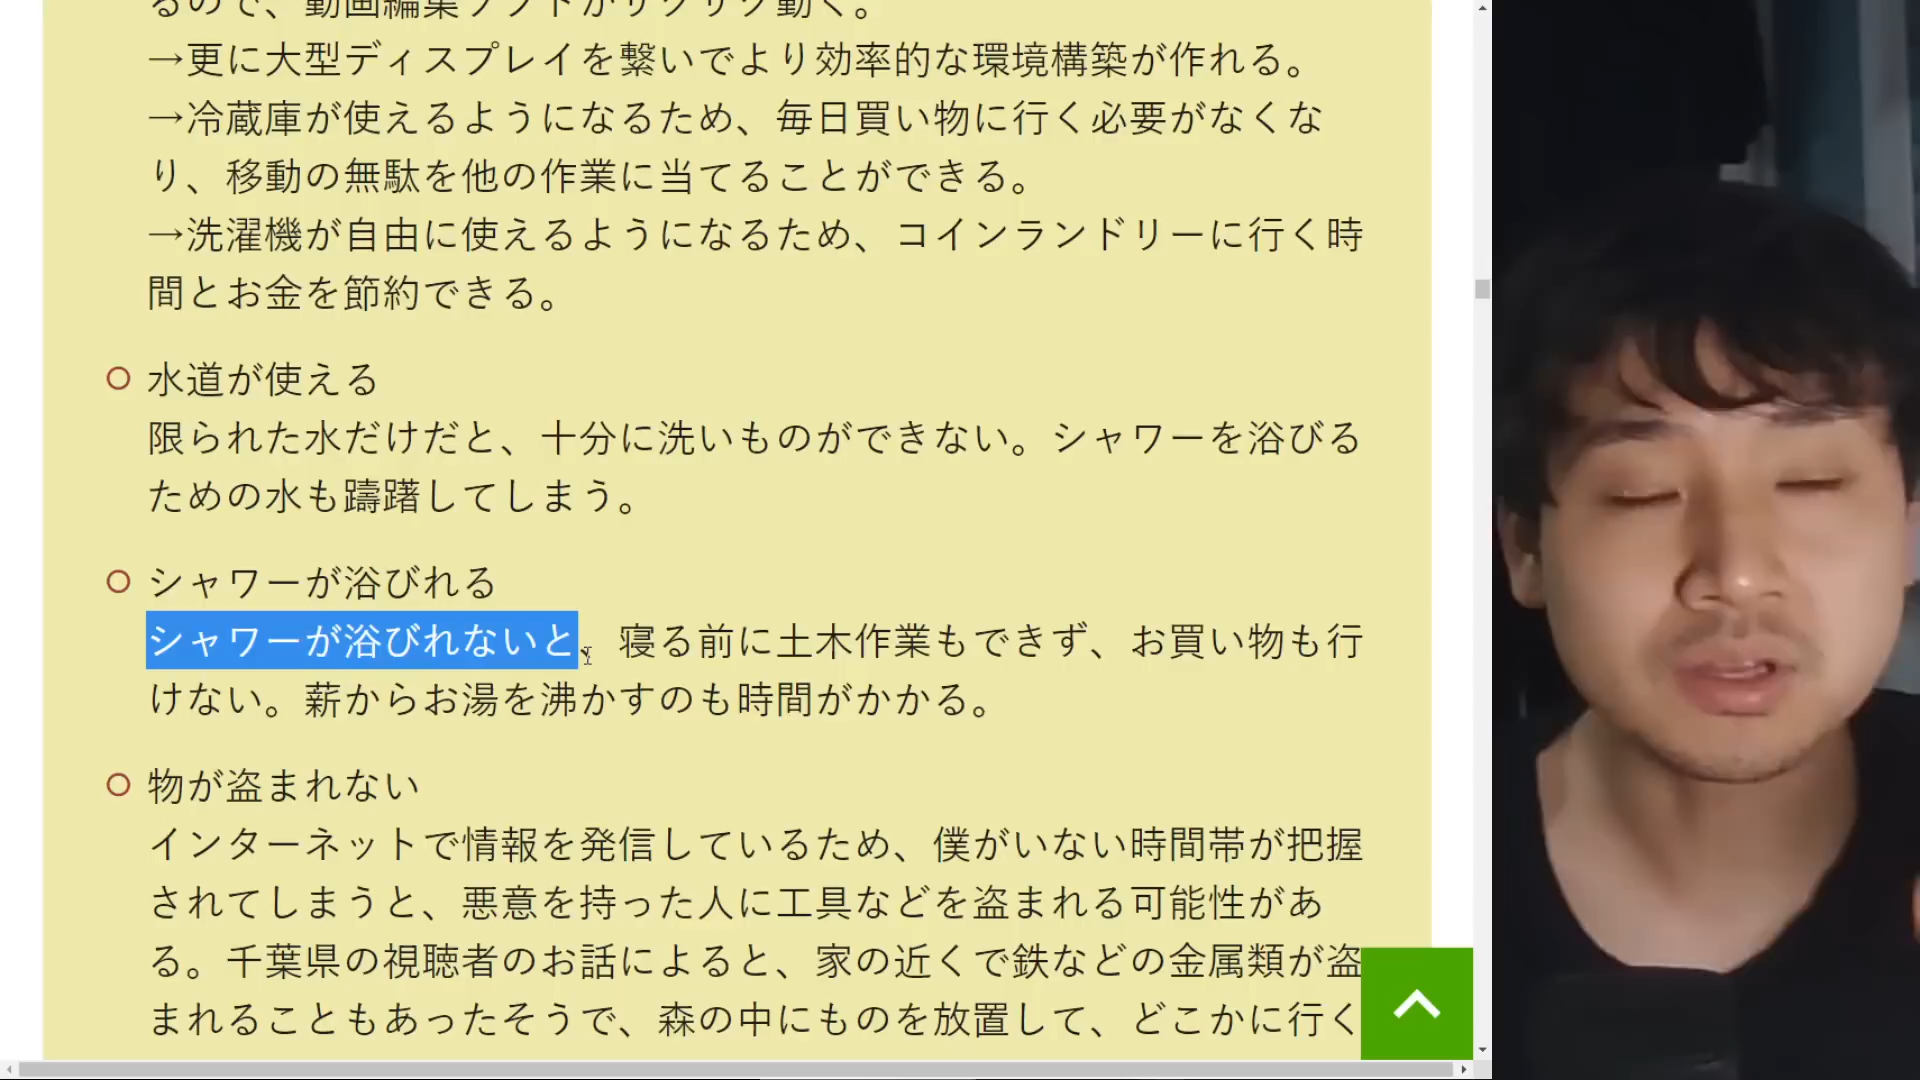 るので、動画編集ソフトがサクサク動く。
→更に大型ディスプレイを繋いでより効率的な環境構築が作れる。
→冷蔵庫が使えるようになるため、毎日買い物に行く必要がなくな
り、移動の無駄を他の作業に当てることができる。
→洗濯機が自由に使えるようになるため、コインランドリーに行く時
間とお金を節約できる。
水道が使える
限られた水だけだと、十分に洗いものができない。シャワーを浴びる
ための水も躊躇してしまう。
シャワーが浴びれる
シャワーが浴びれないと、寝る前に土木作業もできず、お買い物も行
けない。薪からお湯を沸かすのも時間がかかる。
物が盗まれない
インターネットで情報を発信しているため、僕がいない時間帯が把握
されてしまうと、悪意を持った人に工具などを盗まれる可能性があ
る。千葉県の視聴者のお話によると、家の近くで鉄などの金属類が盗
まれることもあったそうで、森の中にものを放置して、どこかに行く